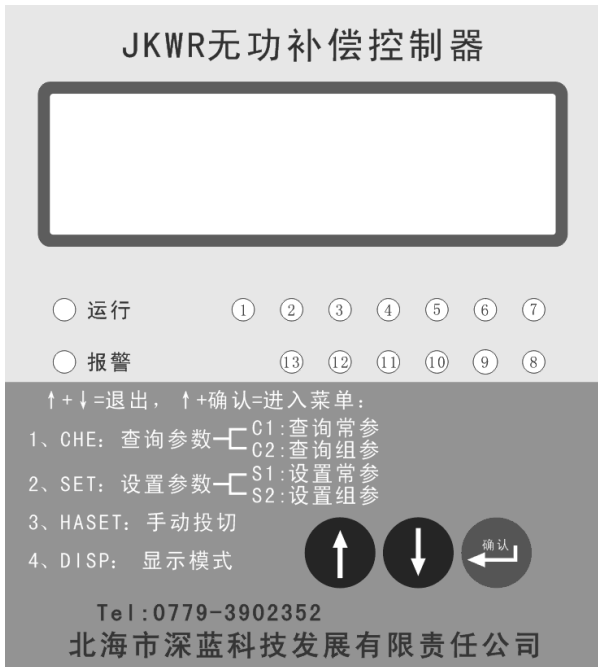 JKWR无功补偿控制器
运行 ① ② ③ ④ ⑤ ⑥ ⑦
报警 ⑬ ⑫ ⑪ ⑩ ⑨ ⑧
↑+↓=退出，↑+确认=进入菜单：
1、CHE：查询参数
C1:查询常参
C2:查询组参
2、SET：设置参数
S1:设置常参
S2:设置组参
3、HASET：手动投切
4、DISP： 显示模式
↑ ↓ 确认
Tel:0779-3902352
北海市深蓝科技发展有限责任公司